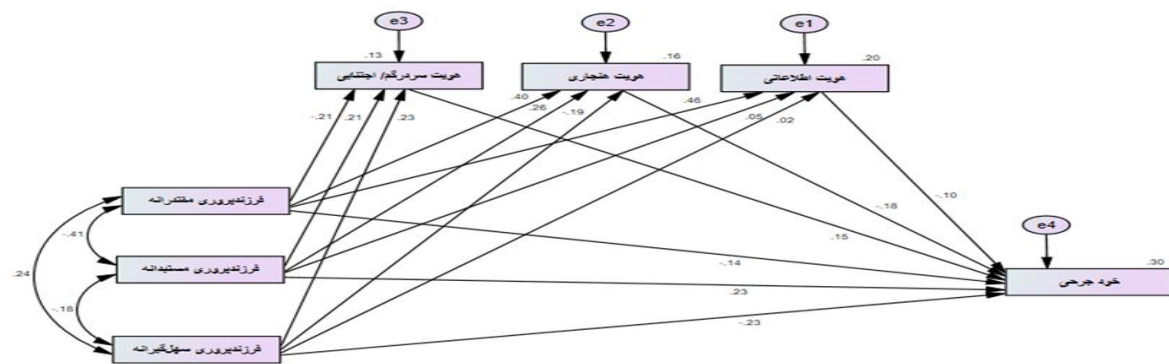 e3
e2
e1
.13
.16
.20
هویت سردرگم/ اجتنابی
هویت هنجاری
هویت اطلاعاتی
-.21
.21
.23
.40
.26
-.19
.46
.05
.02
فرزندپروری مقتدرانه
-.41
.24
فرزندپروری مستبدانه
-.16
فرزندپروری سهل‌گیرانه
-.10
-.18
.15
-.14
.23
-.23
e4
.30
خود جرحی